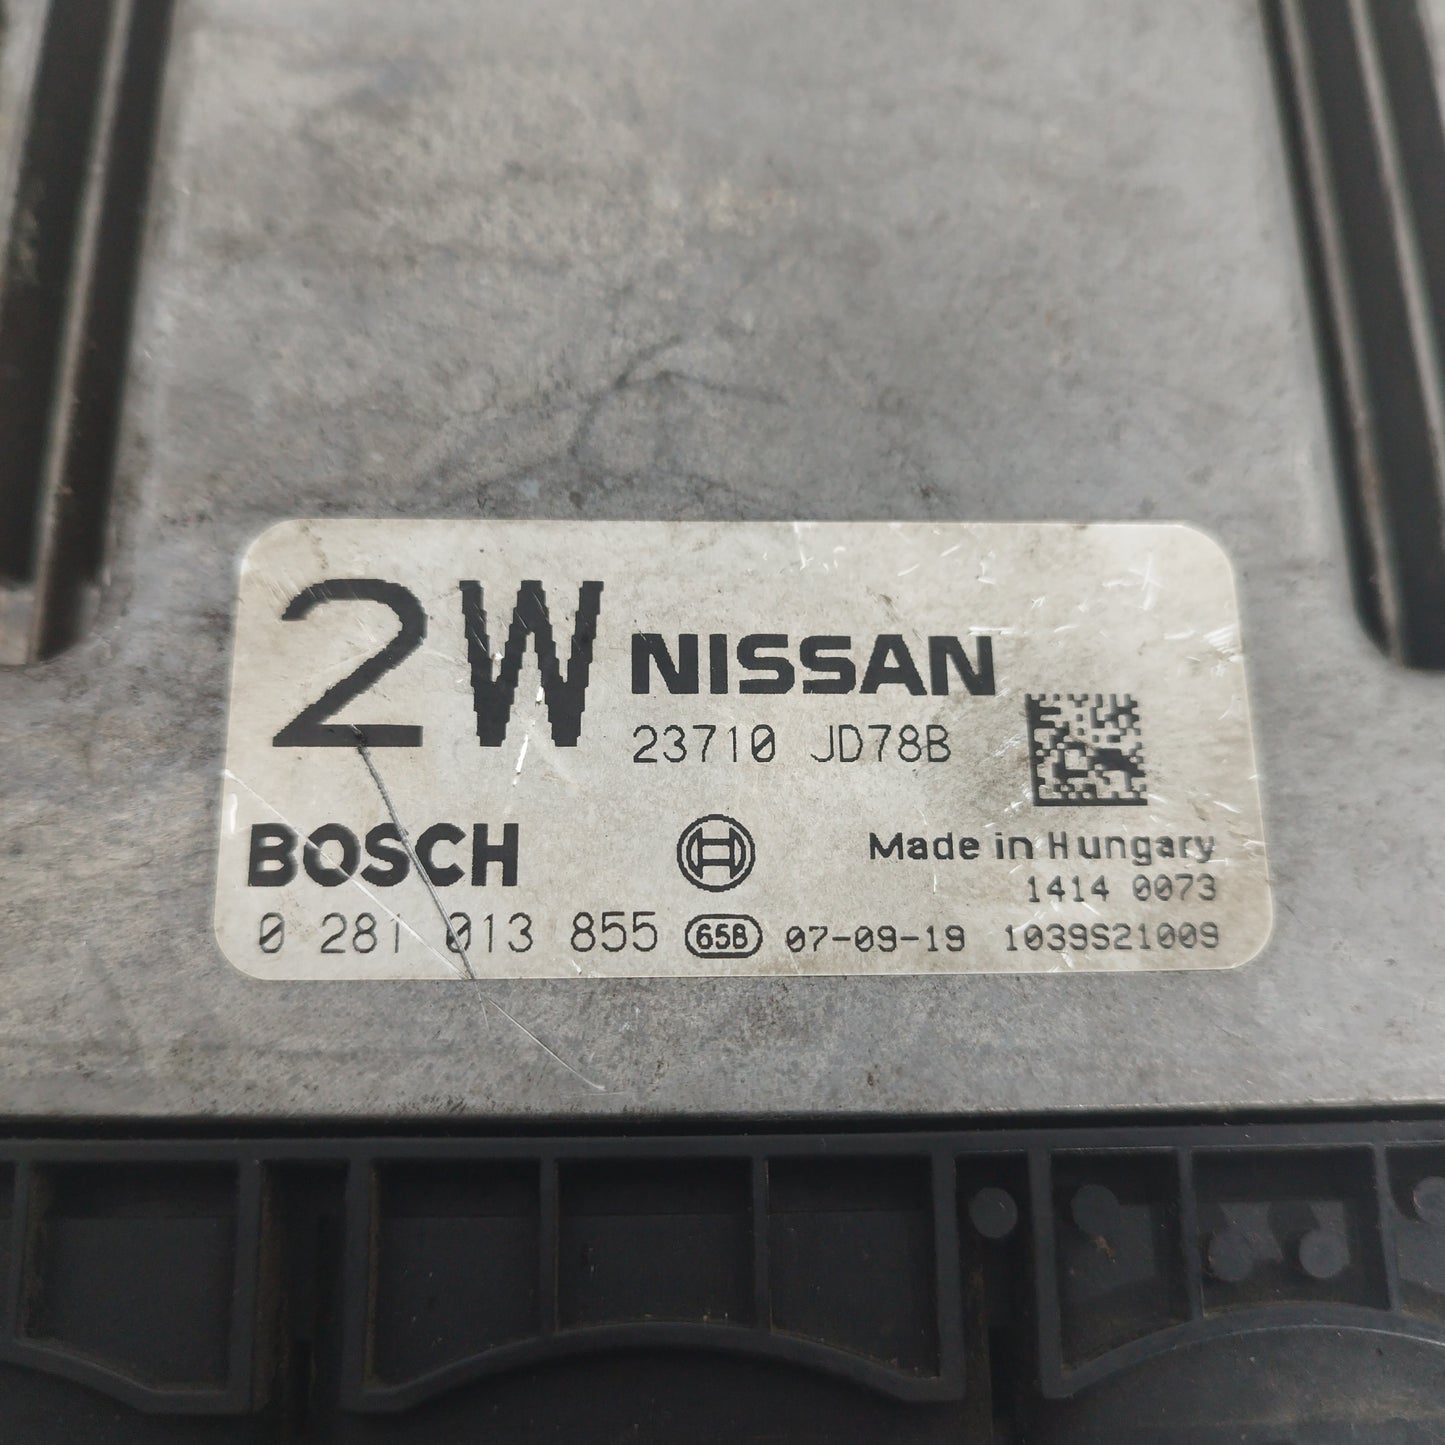 2W NISSAN
23710 JD78B
BOSCH Made in Hungary
1414 0073
0 281 013 855 65B 07-09-19 1039S21009